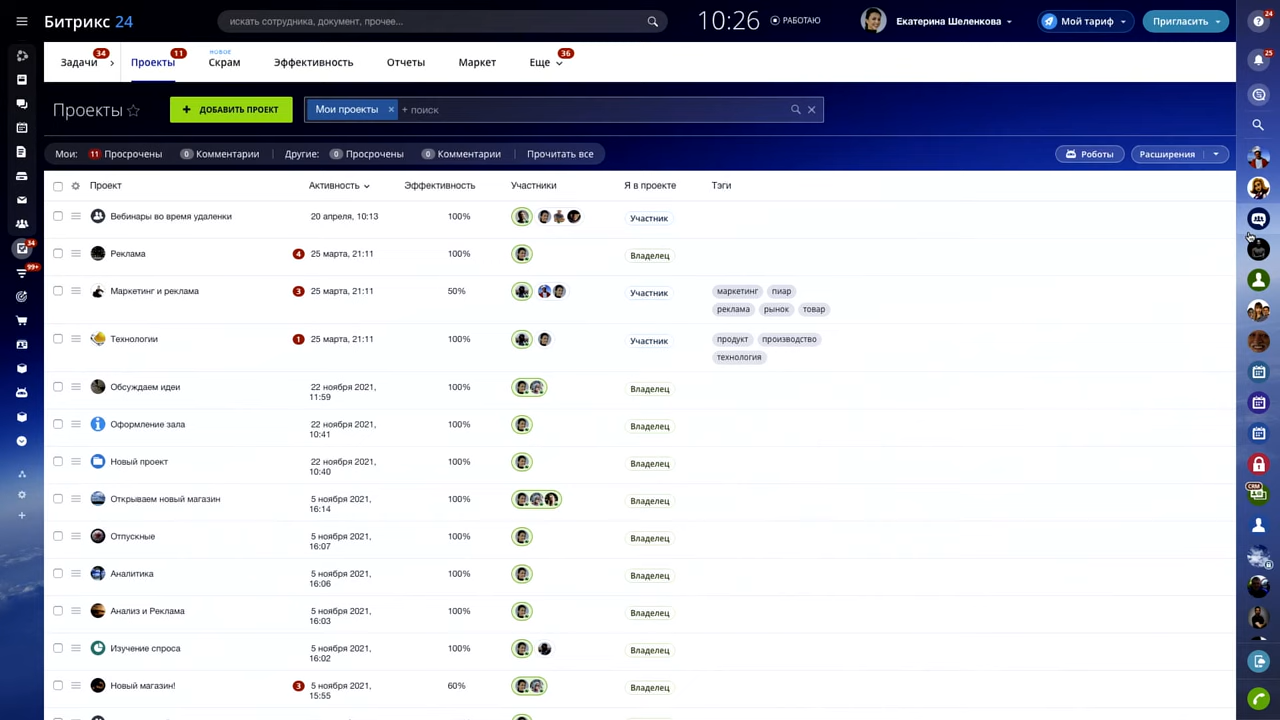 Битрикс 24
искать сотрудника, документ, прочее...
10:26
РАБОТАЮ
Екатерина Шеленкова
Мой тариф
Пригласить
24
Задачи 34
Проекты 11
НОВОЕ
Скрам
Эффективность
Отчеты
Маркет
Еще 36
25
Проекты
+ ДОБАВИТЬ ПРОЕКТ
Мои проекты × + поиск
Мои: 11 Просрочены 0 Комментарии Другие: 0 Просрочены 0 Комментарии Прочитать все
Роботы
Расширения
Проект Активность Эффективность Участники Я в проекте Тэги
Вебинары во время удаленки 20 апреля, 10:13 100% Участник
34
99+
Реклама 4 25 марта, 21:11 100% Владелец
Маркетинг и реклама 3 25 марта, 21:11 50% Участник маркетинг пиар
реклама рынок товар
Технологии 1 25 марта, 21:11 100% Участник продукт производство
технология
Обсуждаем идеи 22 ноября 2021, 100% Владелец
11:59
Оформление зала 22 ноября 2021, 100% Владелец
10:41
Новый проект 22 ноября 2021, 100% Владелец
10:40
Открываем новый магазин 5 ноября 2021, 100% Владелец
16:14
CRM
Отпускные 5 ноября 2021, 100% Владелец
16:07
Аналитика 5 ноября 2021, 100% Владелец
16:06
Анализ и Реклама 5 ноября 2021, 100% Владелец
16:03
Изучение спроса 5 ноября 2021, 100% Владелец
16:02
Новый магазин! 3 5 ноября 2021, 60% Владелец
15:55